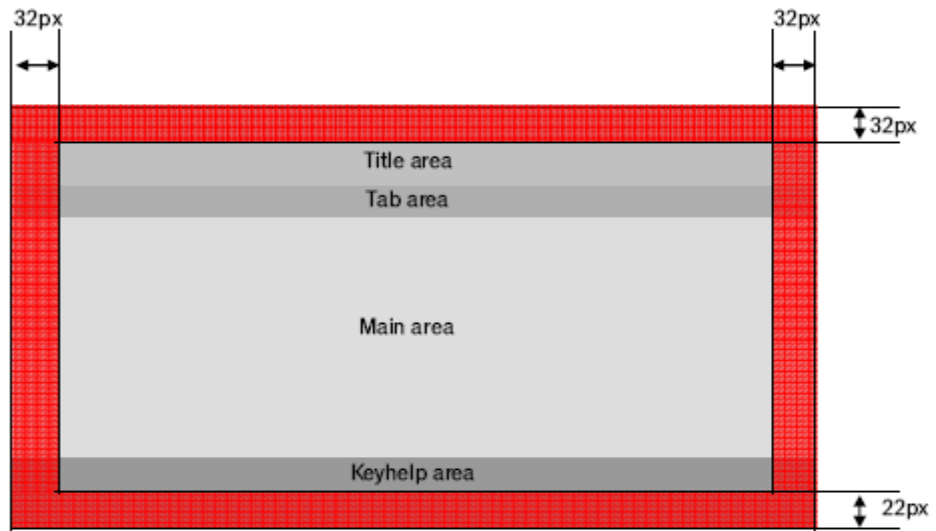 32px
32px
32px
Title area
Tab area
Main area
Keyhelp area
22px